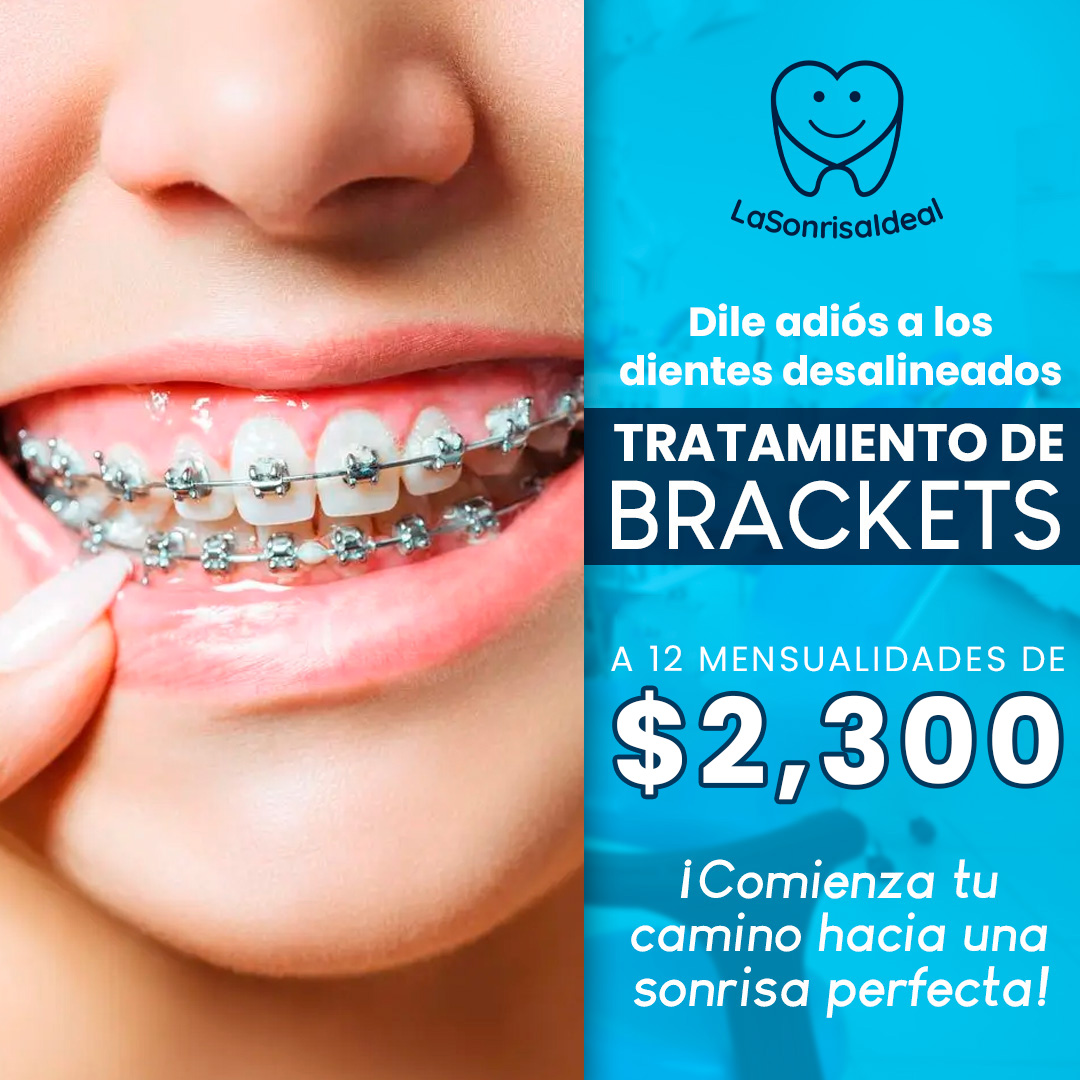 LaSonrisaIdeal
Dile adiós a los
dientes desalineados
TRATAMIENTO DE
BRACKETS
A 12 MENSUALIDADES DE
$2,300
¡Comienza tu
camino hacia una
sonrisa perfecta!